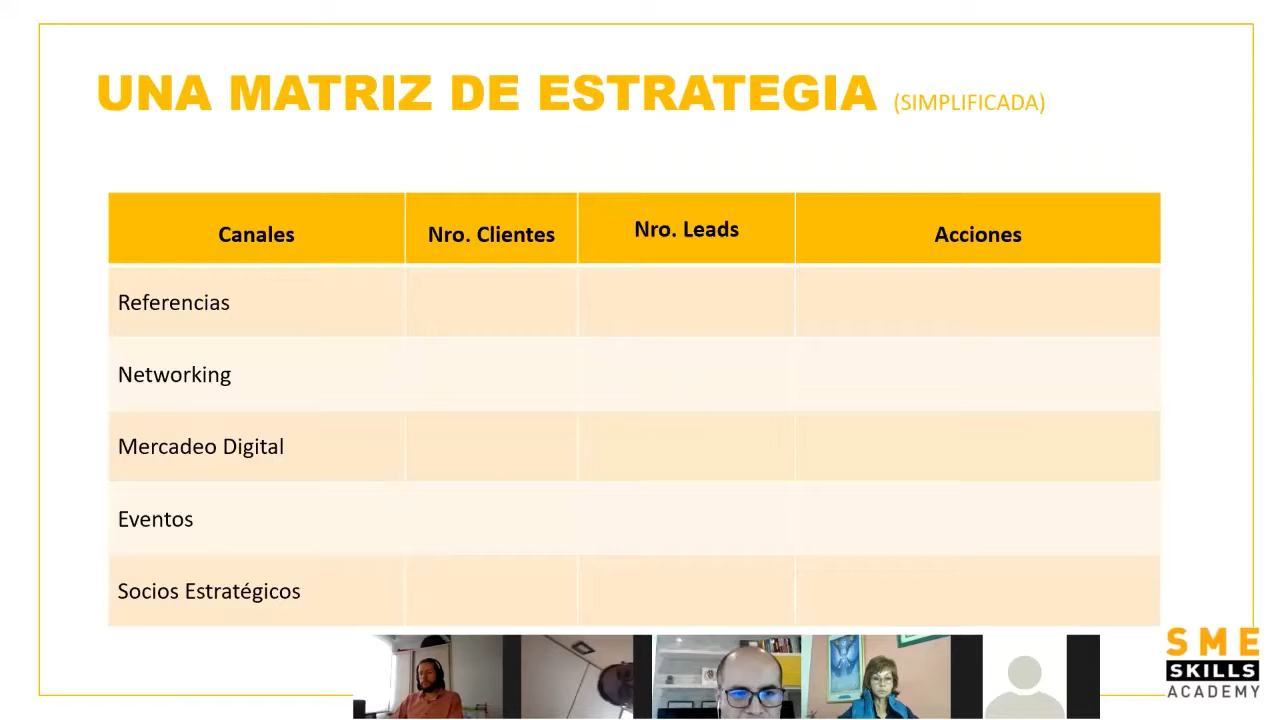 UNA MATRIZ DE ESTRATEGIA (SIMPLIFICADA)
Canales Nro. Clientes Nro. Leads Acciones
Referencias
Networking
Mercadeo Digital
Eventos
Socios Estratégicos
SME
SKILLS
ACADEMY